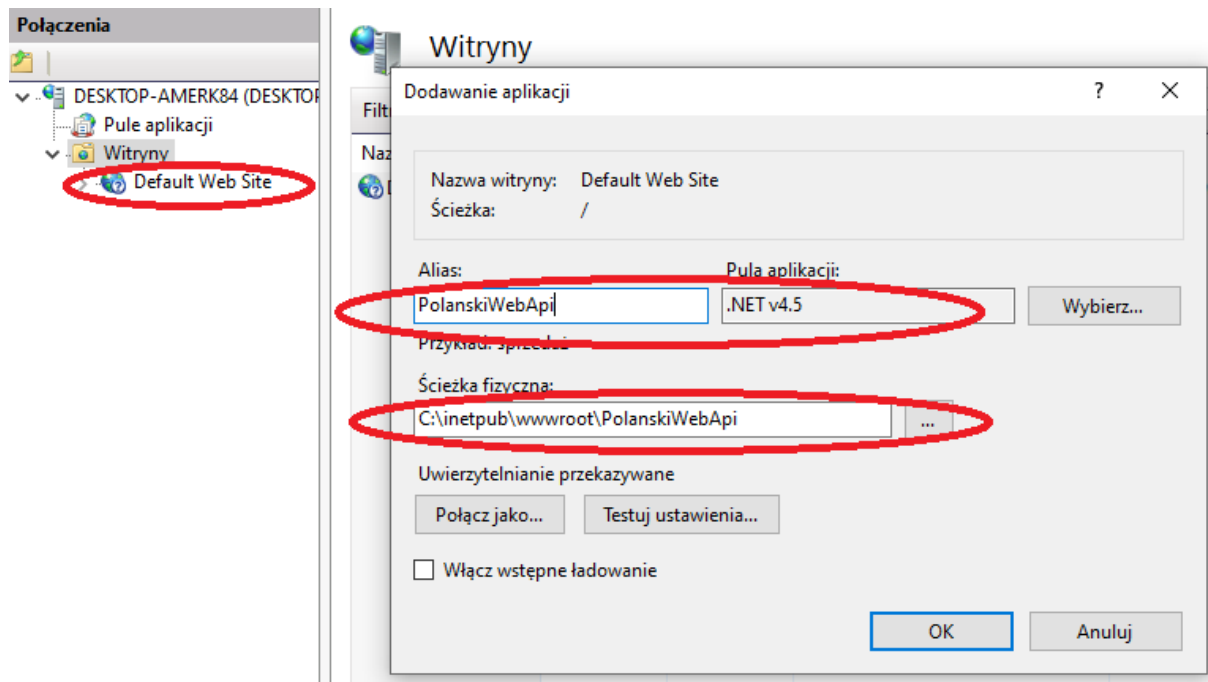 Połączenia
DESKTOP-AMERK84 (DESKTOP
Pule aplikacji
Witryny
Default Web Site
Witryny
Filt
Naz
Dodawanie aplikacji
?
Nazwa witryny: Default Web Site
Ścieżka: /
Alias: Pula aplikacji:
PolanskiWebApi .NET v4.5 Wybierz...
Przykład: sprzedaż
Ścieżka fizyczna:
C:\inetpub\wwwroot\PolanskiWebApi ...
Uwierzytelnianie przekazywane
Połącz jako... Testuj ustawienia...
Włącz wstępne ładowanie
OK Anuluj